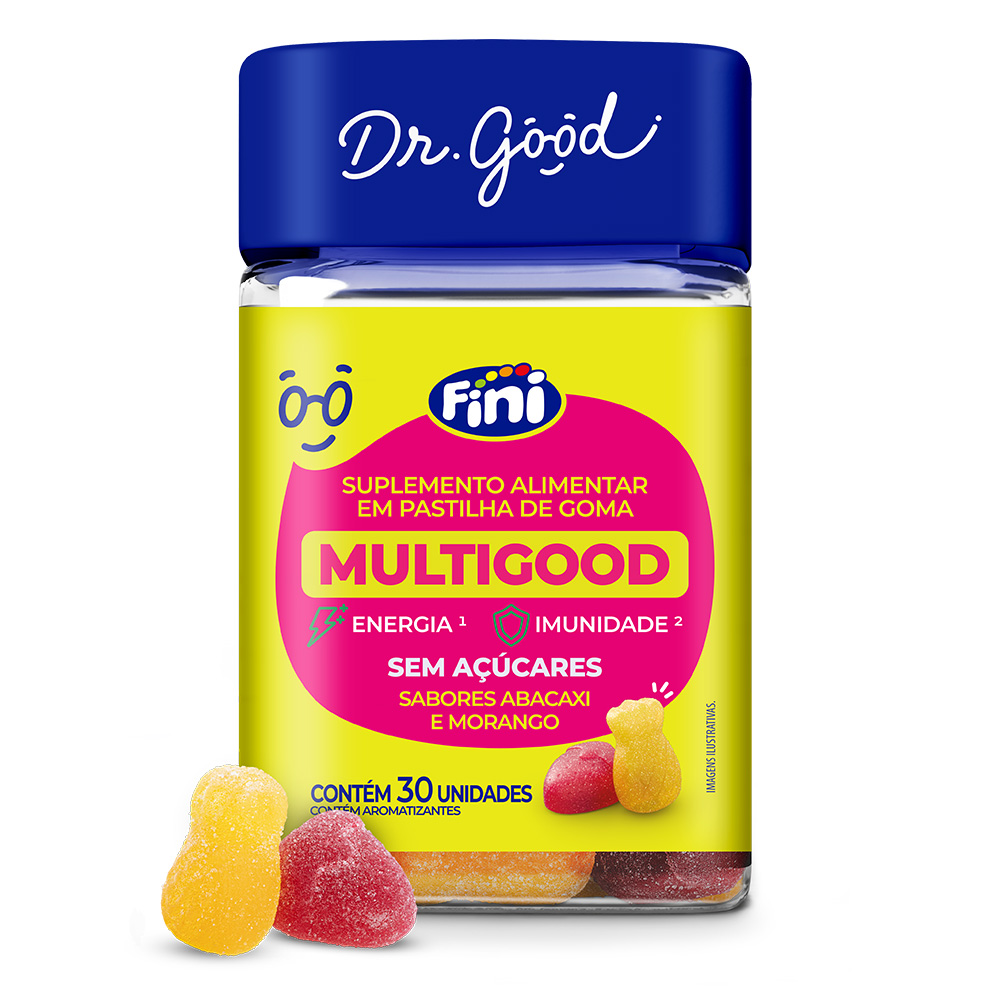 Dr. Good
Fini
SUPLEMENTO ALIMENTAR
EM PASTILHA DE GOMA
MULTIGOOD
ENERGIA ¹
IMUNIDADE ²
SEM AÇÚCARES
SABORES ABACAXI
E MORANGO
IMAGENS ILUSTRATIVAS.
CONTÉM 30 UNIDADES
CONTÉM AROMATIZANTES